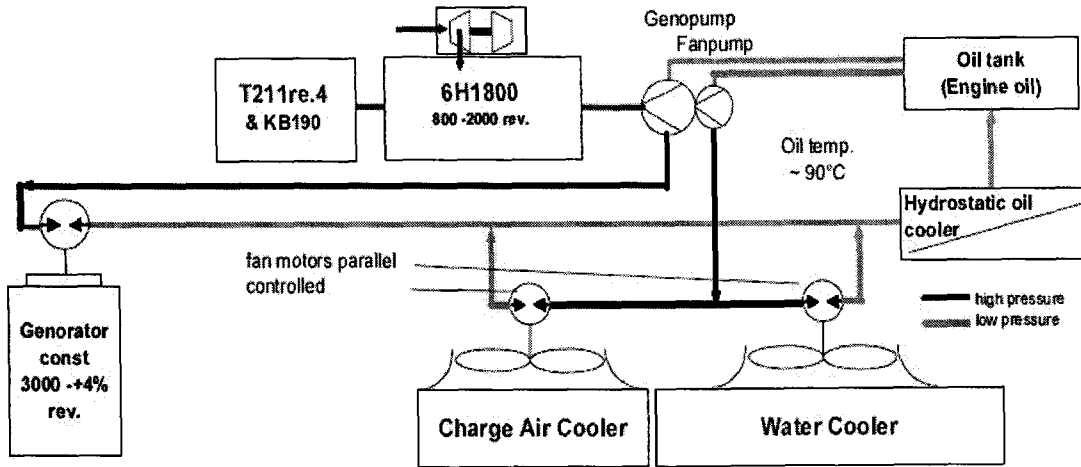 Genopump
Fanpump
Oil tank
(Engine oil)
T211re.4
& KB190
6H1800
800 -2000 rev.
Oil temp.
~ 90°C
Hydrostatic oil
cooler
fan motors parallel
controlled
high pressure
low pressure
Genorator
const
3000 -+4%
rev.
Charge Air Cooler
Water Cooler